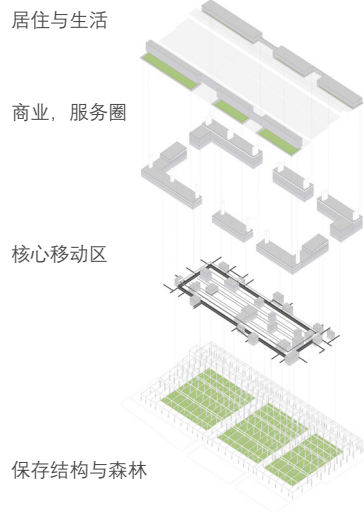 居住与生活
商业，服务圈
核心移动区
保存结构与森林